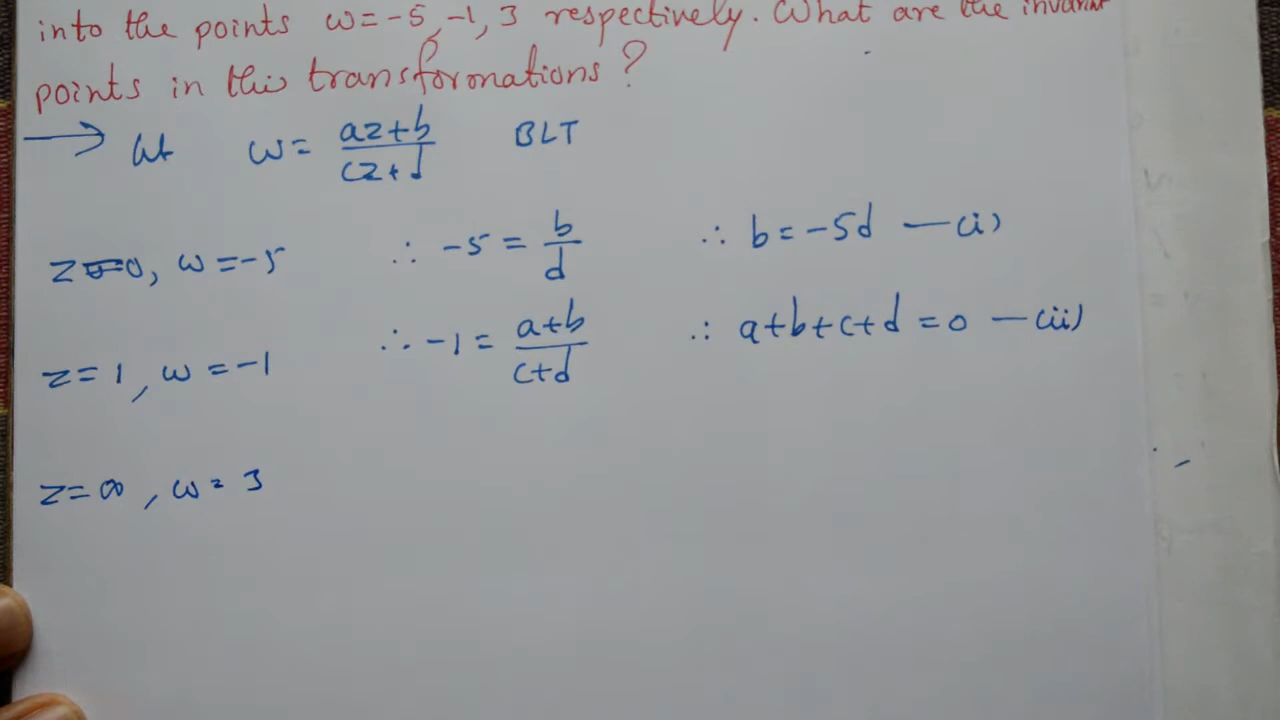 into the points w = -5, -1, 3 respectively. What are the
points in this transformations?
→ let w = (az+b)/(cz+d) BLT
z=0, w=-5 ∴ -5 = b/d ∴ b = -5d —(i)
z=1, w=-1 ∴ -1 = (a+b)/(c+d) ∴ a+b+c+d=0 —(ii)
z=∞, w=3